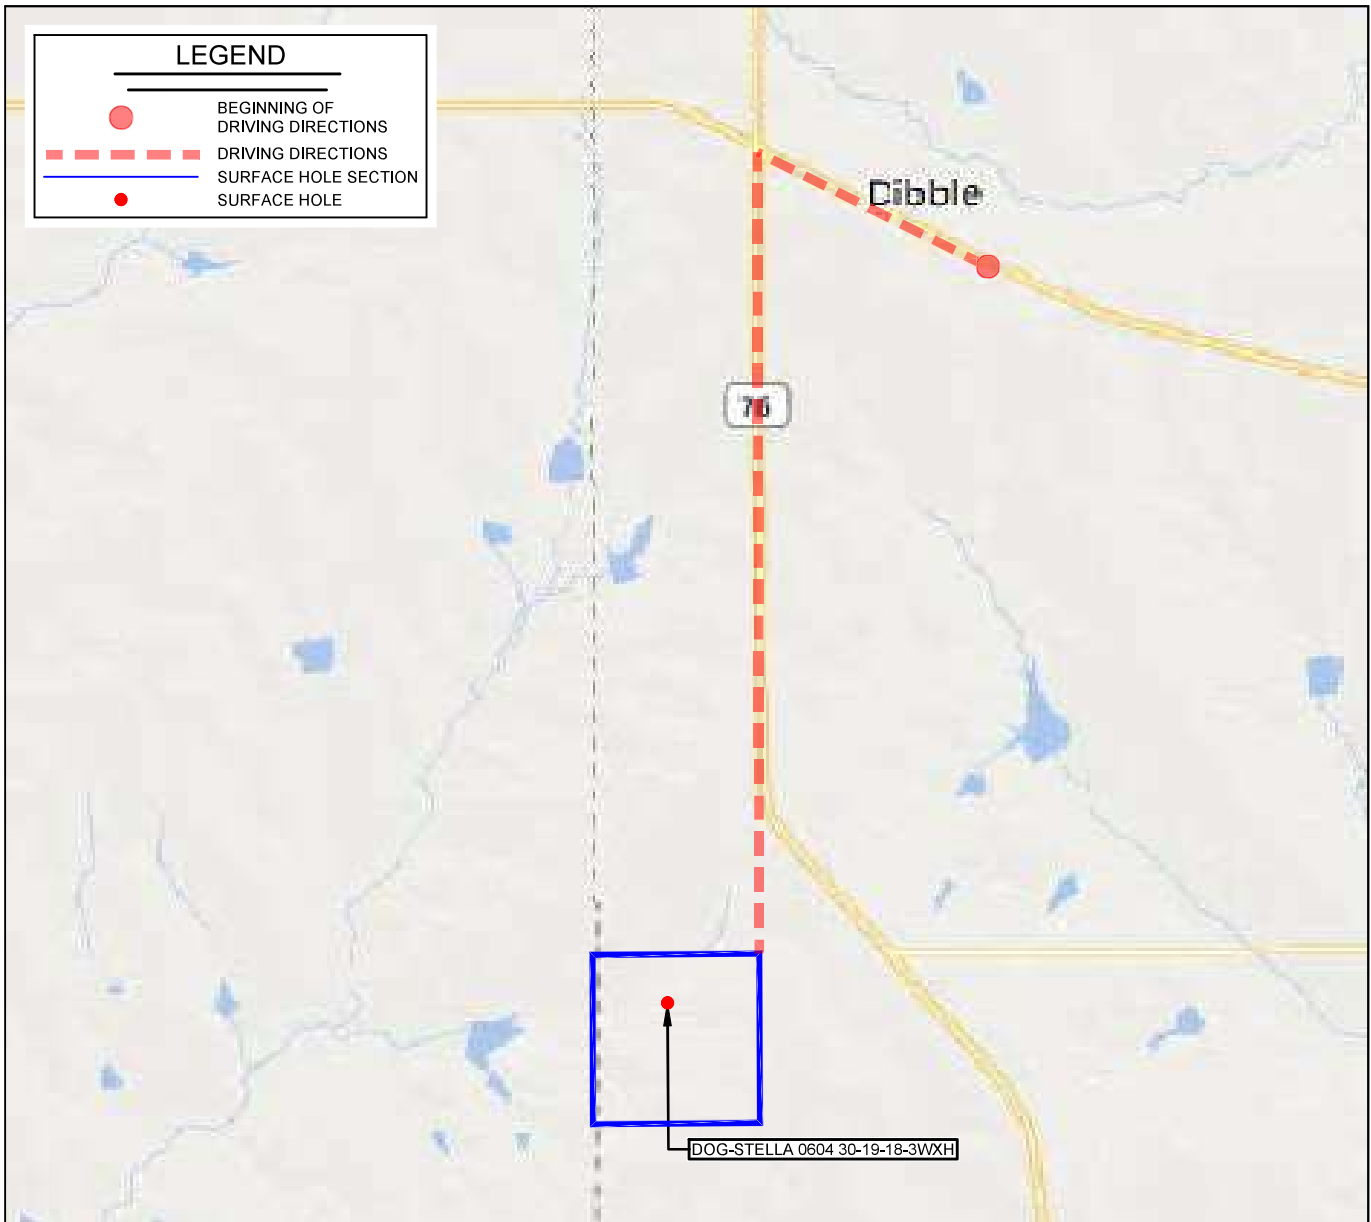 LEGEND
BEGINNING OF
DRIVING DIRECTIONS
DRIVING DIRECTIONS
SURFACE HOLE SECTION
SURFACE HOLE
Dibble
76
DOG-STELLA 0604 30-19-18-3WXH